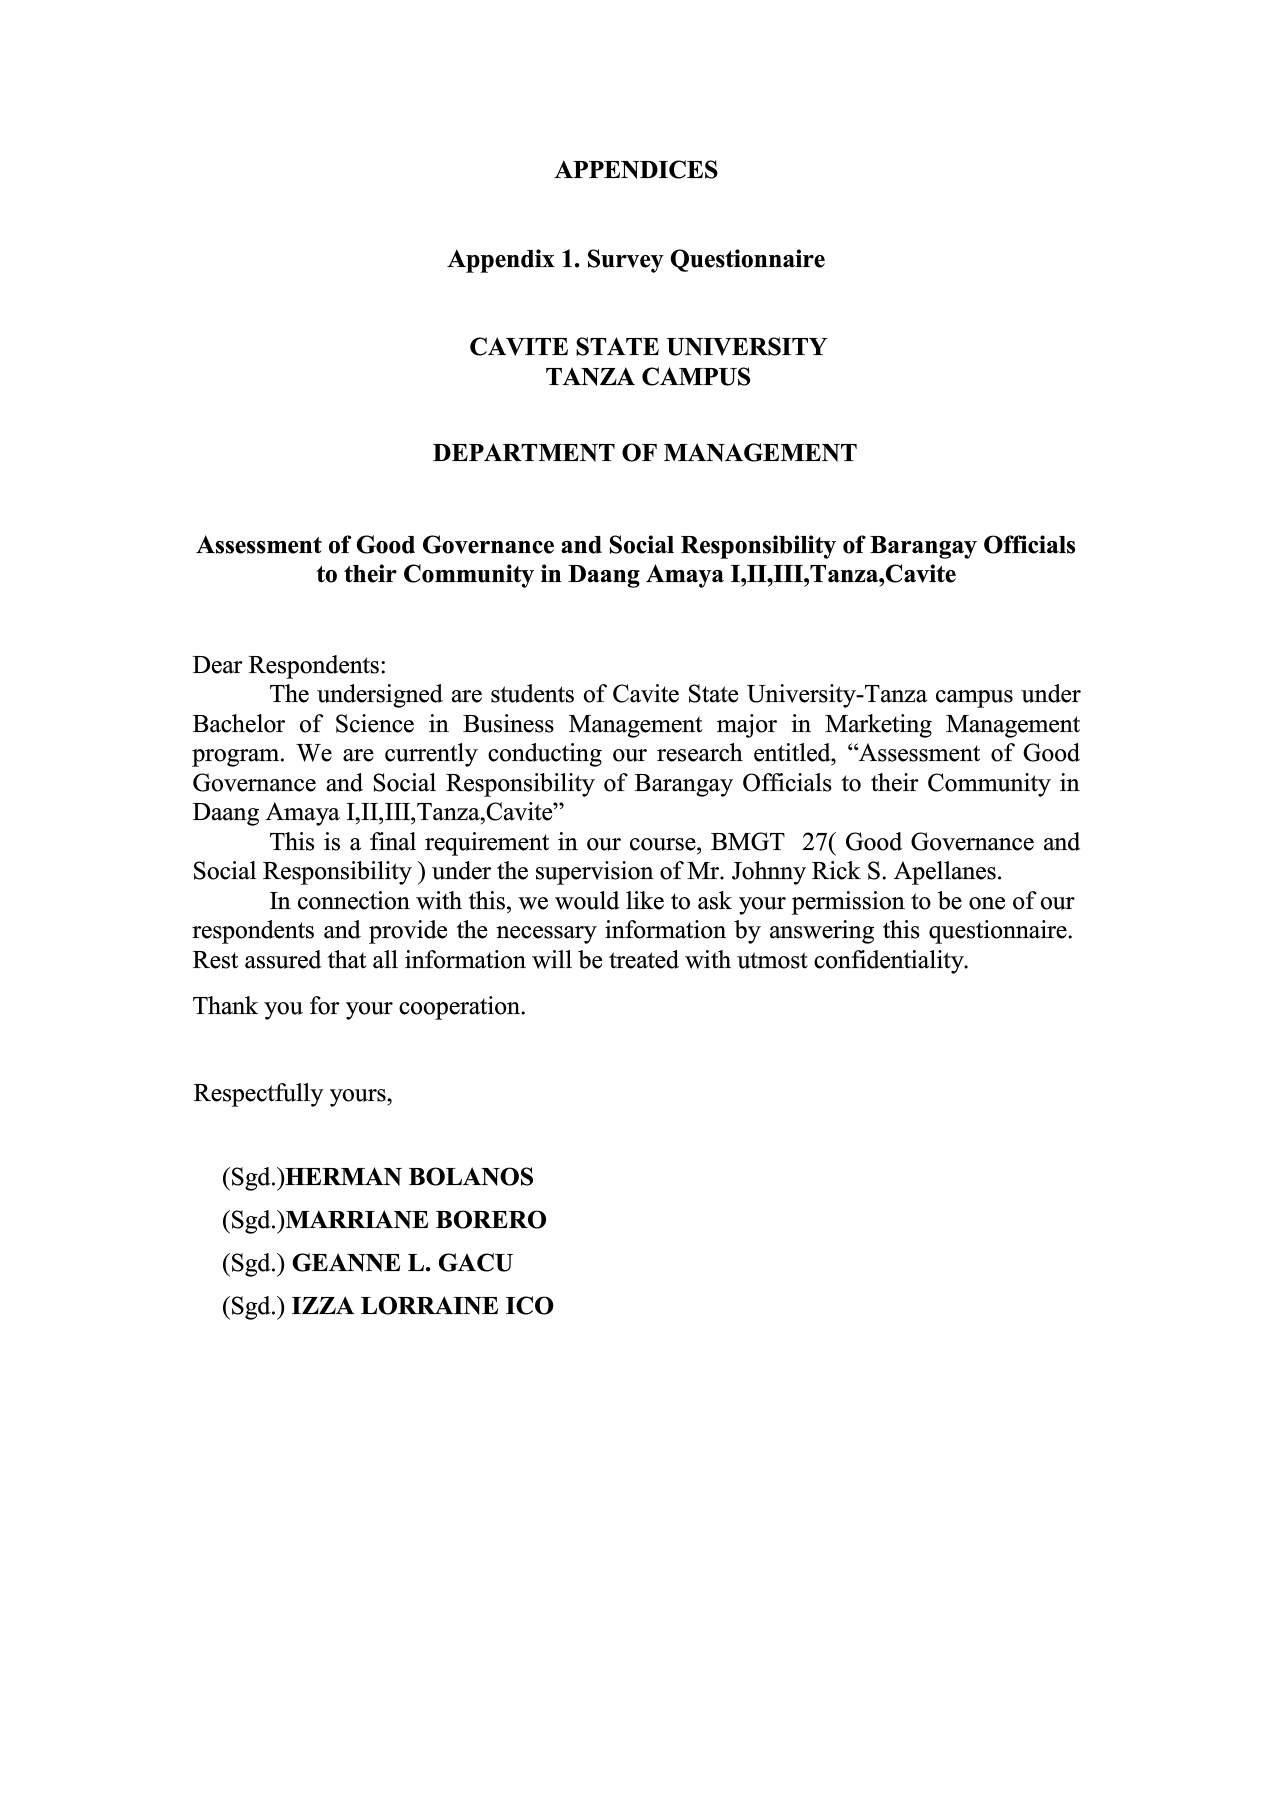 APPENDICES
Appendix 1. Survey Questionnaire
CAVITE STATE UNIVERSITY
TANZA CAMPUS
DEPARTMENT OF MANAGEMENT
Assessment of Good Governance and Social Responsibility of Barangay Officials
to their Community in Daang Amaya I,II,III,Tanza,Cavite
Dear Respondents:
The undersigned are students of Cavite State University-Tanza campus under
Bachelor of Science in Business Management major in Marketing Management
program. We are currently conducting our research entitled, “Assessment of Good
Governance and Social Responsibility of Barangay Officials to their Community in
Daang Amaya I,II,III,Tanza,Cavite”
This is a final requirement in our course, BMGT  27( Good Governance and
Social Responsibility ) under the supervision of Mr. Johnny Rick S. Apellanes.
In connection with this, we would like to ask your permission to be one of our
respondents and provide the necessary information by answering this questionnaire.
Rest assured that all information will be treated with utmost confidentiality.
Thank you for your cooperation.
Respectfully yours,
(Sgd.)HERMAN BOLANOS
(Sgd.)MARRIANE BORERO
(Sgd.) GEANNE L. GACU
(Sgd.) IZZA LORRAINE ICO